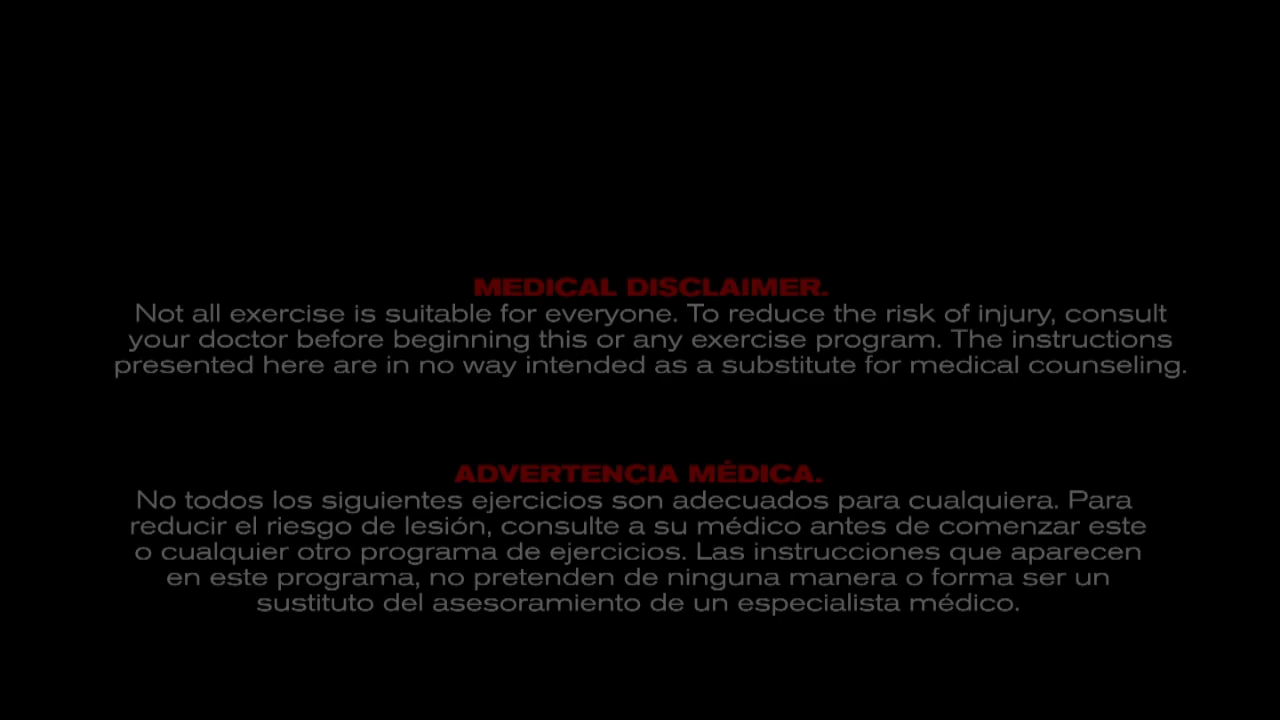 MEDICAL DISCLAIMER.
Not all exercise is suitable for everyone. To reduce the risk of injury, consult
your doctor before beginning this or any exercise program. The instructions
presented here are in no way intended as a substitute for medical counseling.
ADVERTENCIA MÉDICA.
No todos los siguientes ejercicios son adecuados para cualquiera. Para
reducir el riesgo de lesión, consulte a su médico antes de comenzar este
o cualquier otro programa de ejercicios. Las instrucciones que aparecen
en este programa, no pretenden de ninguna manera o forma ser un
sustituto del asesoramiento de un especialista médico.